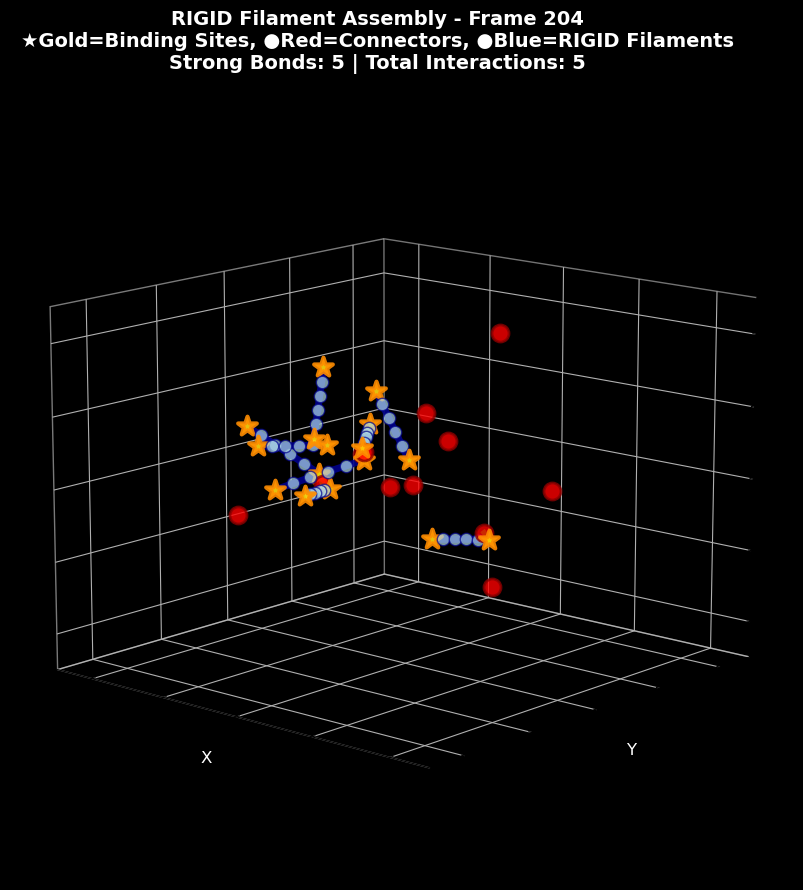 RIGID Filament Assembly - Frame 204
★Gold=Binding Sites, ●Red=Connectors, ●Blue=RIGID Filaments
Strong Bonds: 5 | Total Interactions: 5
X
Y